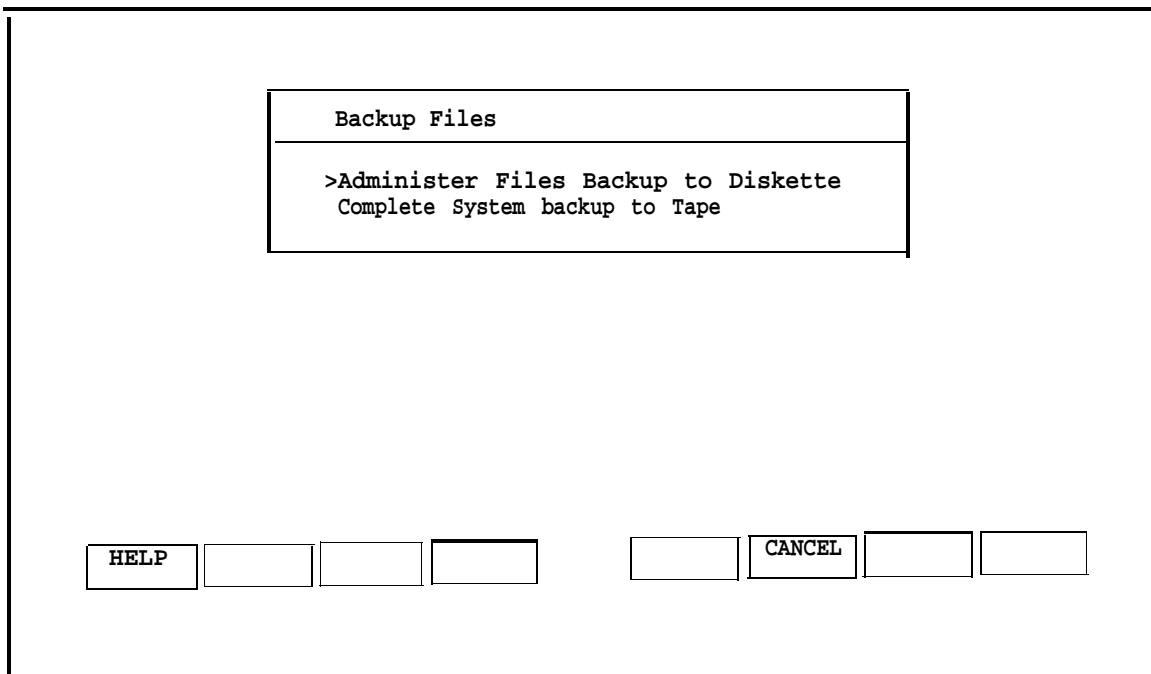 Backup Files
>Administer Files Backup to Diskette
Complete System backup to Tape
HELP
CANCEL